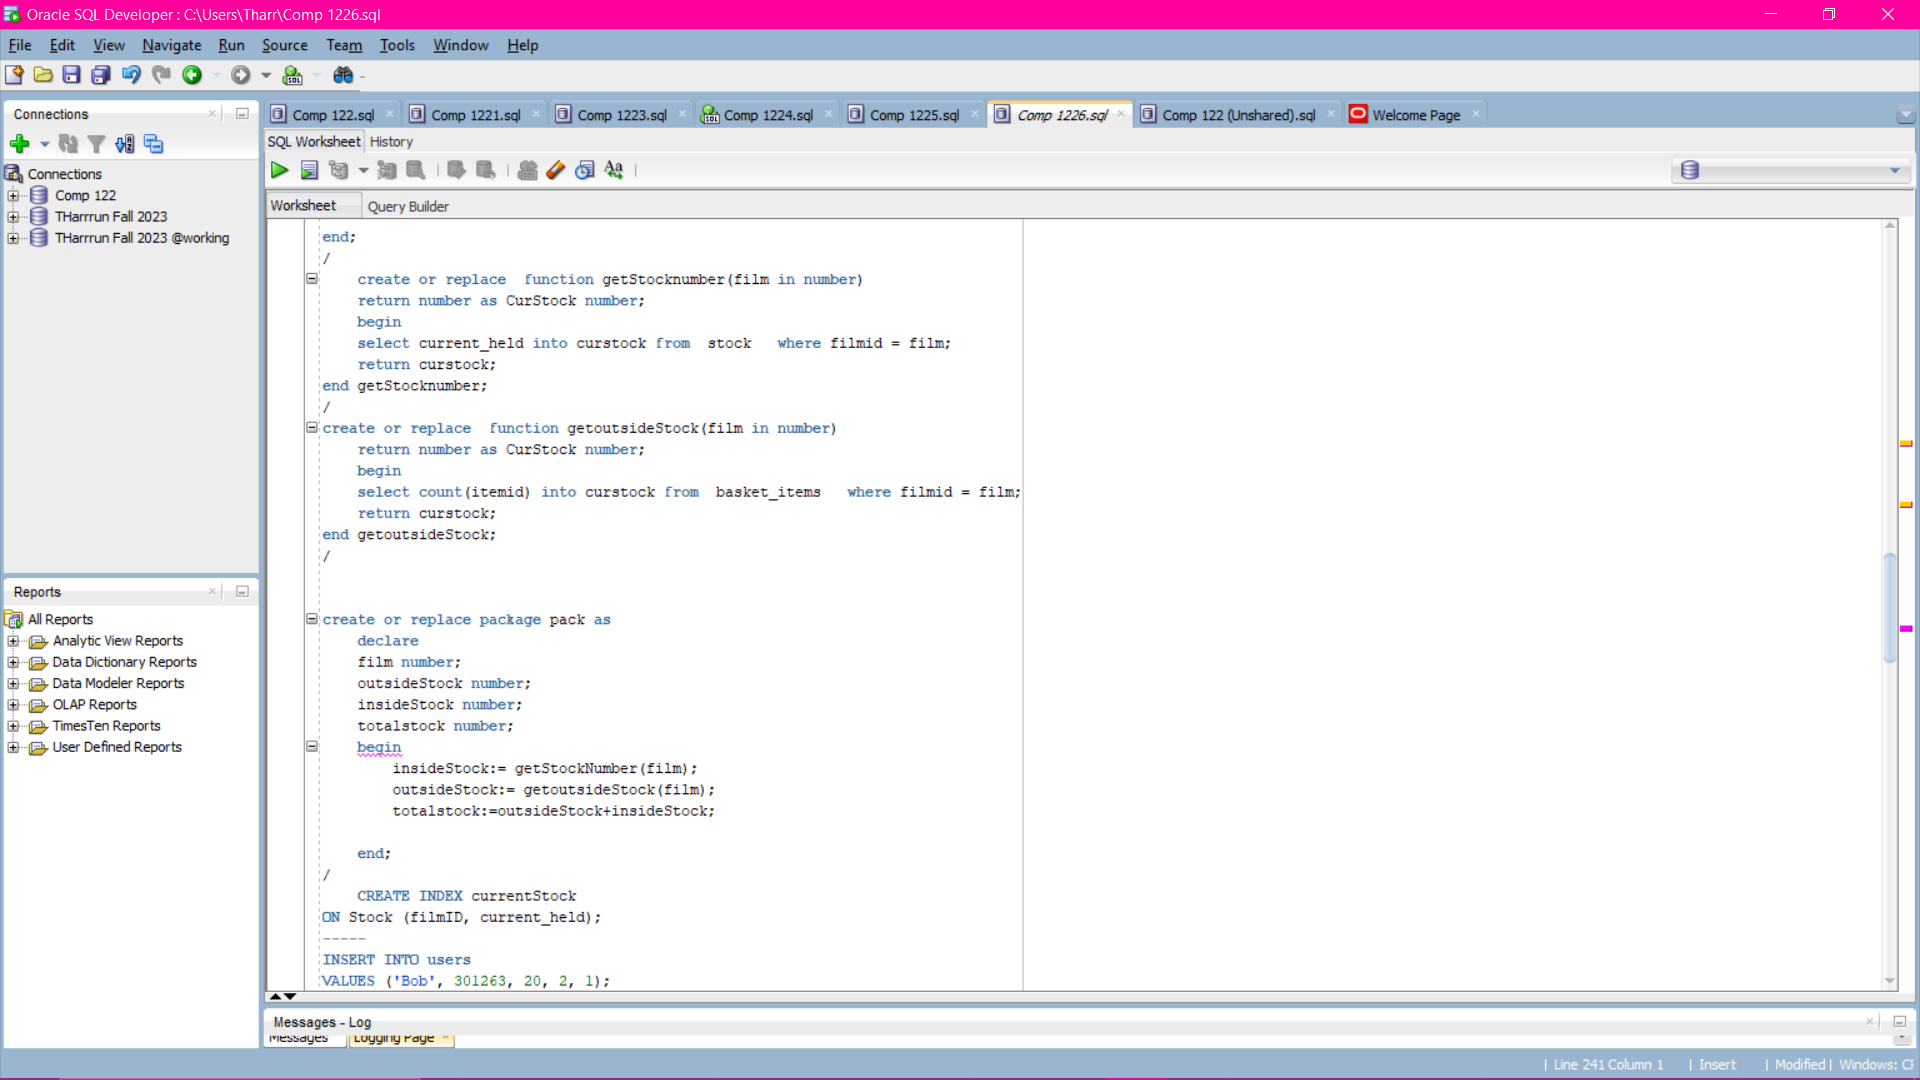 Oracle SQL Developer : C:\Users\Tharr\Comp 1226.sql
File Edit View Navigate Run Source Team Tools Window Help
Connections
Comp 122.sql Comp 1221.sql Comp 1223.sql Comp 1224.sql Comp 1225.sql Comp 1226.sql Comp 122 (Unshared).sql Welcome Page
SQL Worksheet History
Connections
Comp 122
THarrrun Fall 2023
THarrrun Fall 2023 @working
Worksheet Query Builder
end;
/
create or replace  function getStocknumber(film in number)
return number as CurStock number;
begin
select current_held into curstock from  stock   where filmid = film;
return curstock;
end getStocknumber;
/
create or replace  function getoutsideStock(film in number)
return number as CurStock number;
begin
select count(itemid) into curstock from  basket_items   where filmid = film;
return curstock;
end getoutsideStock;
/
create or replace package pack as
declare
film number;
outsideStock number;
insideStock number;
totalstock number;
begin
insideStock:= getStockNumber(film);
outsideStock:= getoutsideStock(film);
totalstock:=outsideStock+insideStock;
end;
/
CREATE INDEX currentStock
ON Stock (filmID, current_held);
-----
INSERT INTO users
VALUES ('Bob', 301263, 20, 2, 1);
Reports
All Reports
Analytic View Reports
Data Dictionary Reports
Data Modeler Reports
OLAP Reports
TimesTen Reports
User Defined Reports
Messages - Log
Messages Logging Page
Line 241 Column 1 | Insert | Modified | Windows: CF